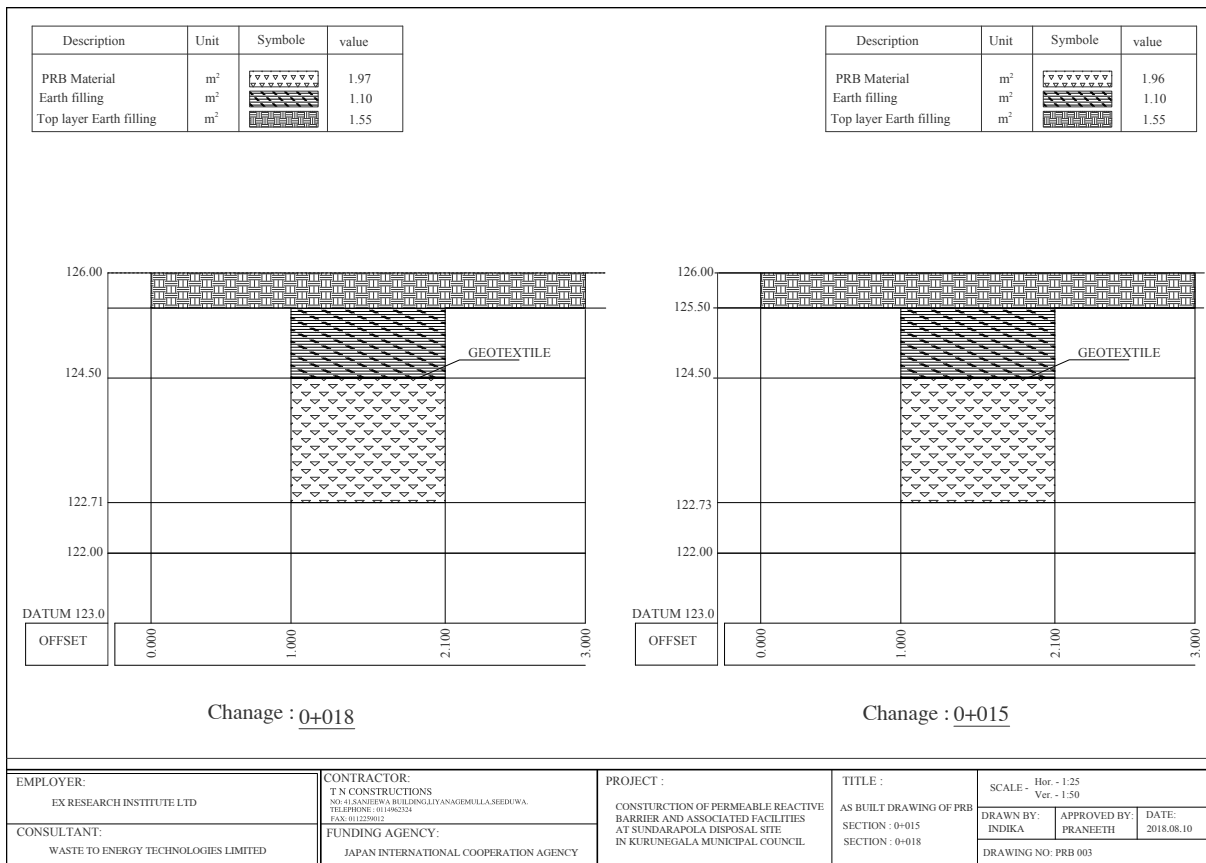 Description Unit Symbole value
PRB Material m² 1.97
Earth filling m² 1.10
Top layer Earth filling m² 1.55
Description Unit Symbole value
PRB Material m² 1.96
Earth filling m² 1.10
Top layer Earth filling m² 1.55
126.00
GEOTEXTILE
124.50
122.71
122.00
DATUM 123.0
OFFSET 0.000 1.000 2.100 3.000
Chanage : 0+018
126.00
125.50
GEOTEXTILE
124.50
122.73
122.00
DATUM 123.0
OFFSET 0.000 1.000 2.100 3.000
Chanage : 0+015
EMPLOYER:
EX RESEARCH INSTITUTE LTD
CONSULTANT:
WASTE TO ENERGY TECHNOLOGIES LIMITED
CONTRACTOR:
T N CONSTRUCTIONS
NO: 41,SANJEEWA BUILDING,LIYANAGEMULLA,SEEDUWA.
TELEPHONE : 0114962324
FAX: 0112259012
FUNDING AGENCY:
JAPAN INTERNATIONAL COOPERATION AGENCY
PROJECT :
CONSTURCTION OF PERMEABLE REACTIVE
BARRIER AND ASSOCIATED FACILITIES
AT SUNDARAPOLA DISPOSAL SITE
IN KURUNEGALA MUNICIPAL COUNCIL
TITLE :
AS BUILT DRAWING OF PRB
SECTION : 0+015
SECTION : 0+018
SCALE - Hor. - 1:25
Ver. - 1:50
DRAWN BY:
INDIKA
APPROVED BY:
PRANEETH
DATE:
2018.08.10
DRAWING NO: PRB 003